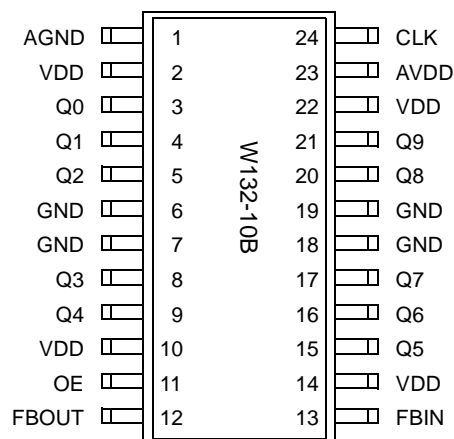 AGND 1 24 CLK
VDD 2 23 AVDD
Q0 3 22 VDD
Q1 4 21 Q9
Q2 5 20 Q8
GND 6 19 GND
GND 7 18 GND
Q3 8 17 Q7
Q4 9 16 Q6
VDD 10 15 Q5
OE 11 14 VDD
FBOUT 12 13 FBIN
W132-10B